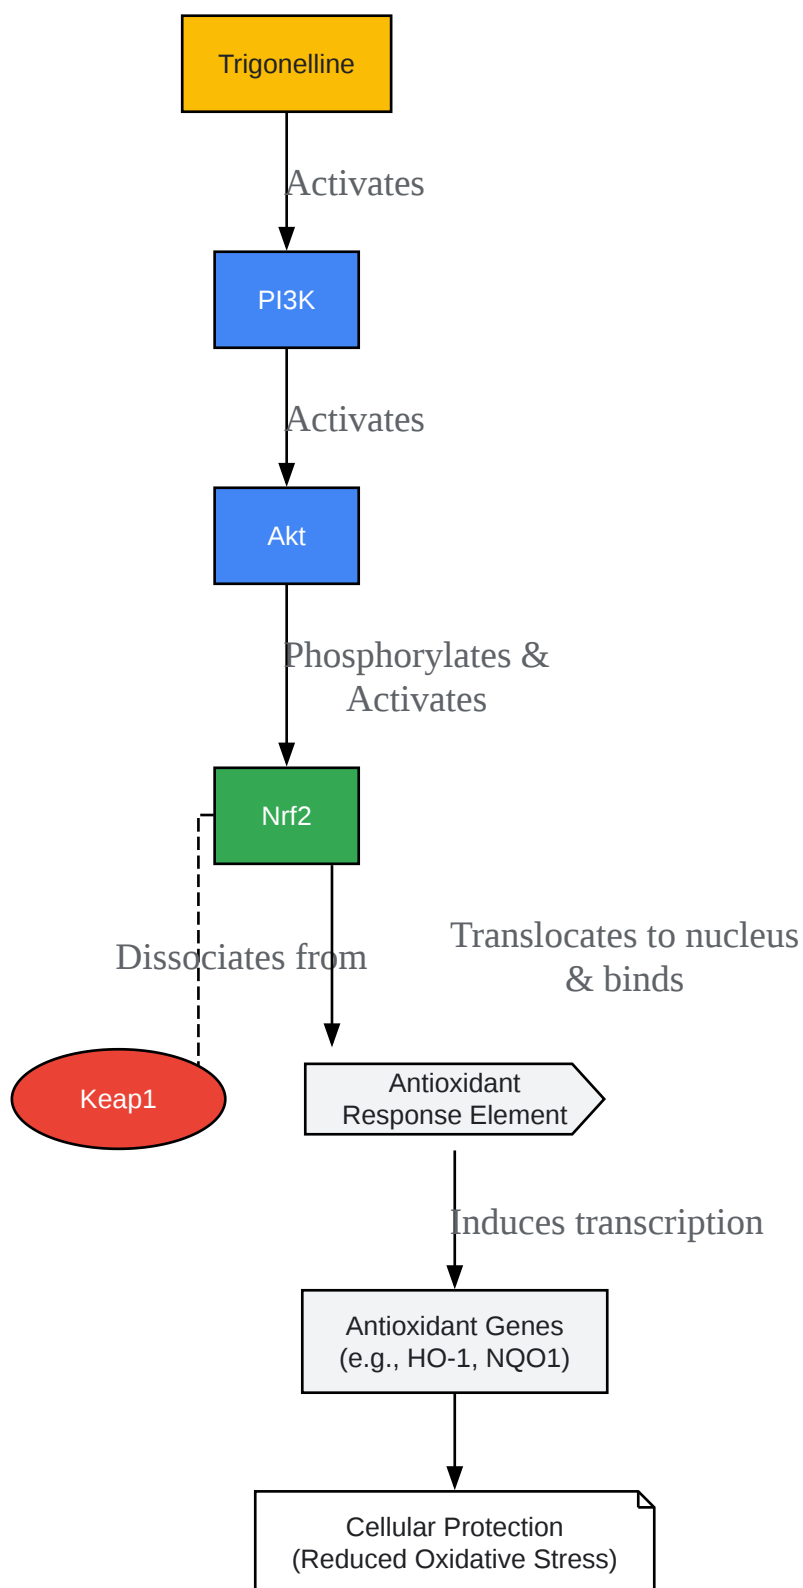 Trigonelline
Activates
PI3K
Activates
Akt
Phosphorylates &
Activates
Nrf2
Translocates to nucleus
& binds
Dissociates from
Keap1
Antioxidant
Response Element
Induces transcription
Antioxidant Genes
(e.g., HO-1, NQO1)
Cellular Protection
(Reduced Oxidative Stress)